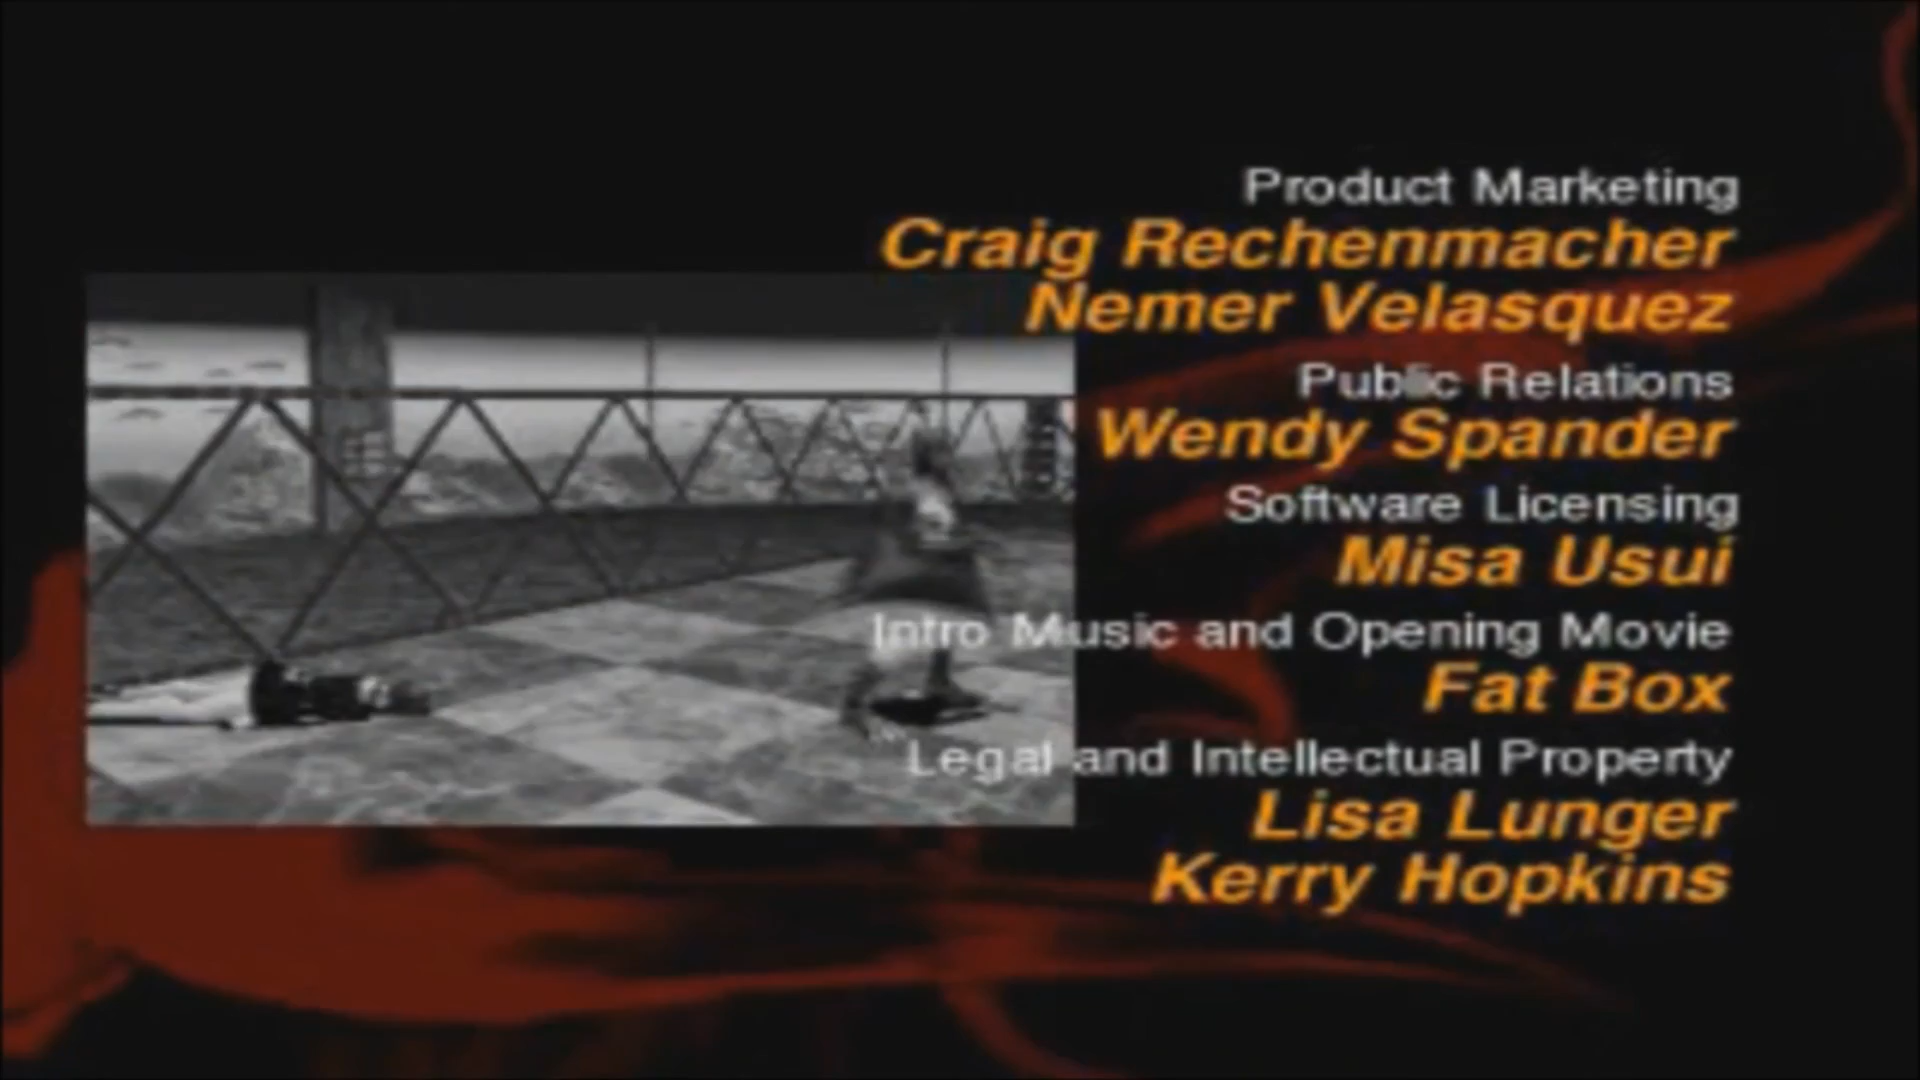 Product Marketing
Craig Rechenmacher
Nemer Velasquez
Public Relations
Wendy Spander
Software Licensing
Misa Usui
Intro Music and Opening Movie
Fat Box
Legal and Intellectual Property
Lisa Lunger
Kerry Hopkins